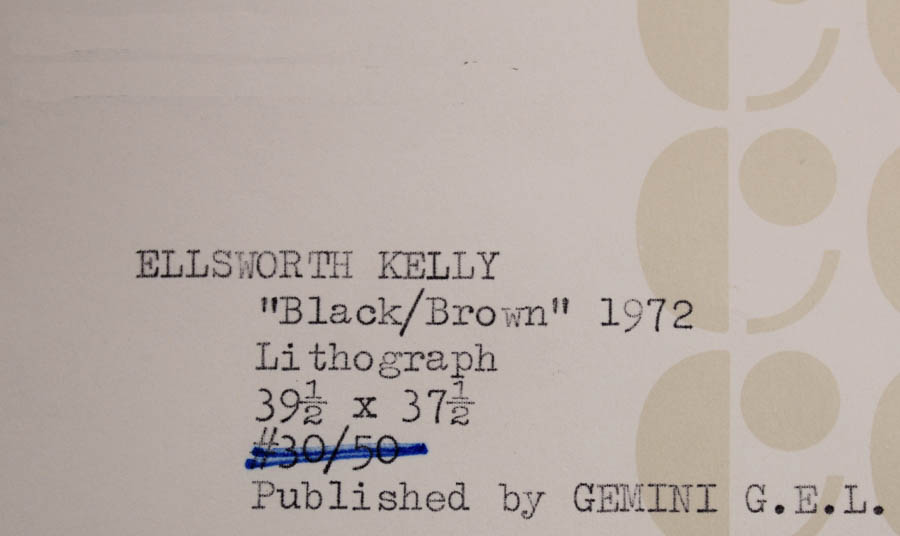 ELLSWORTH KELLY
"Black/Brown" 1972
Lithograph
39½ x 37½
#30/50
Published by GEMINI G.E.L.